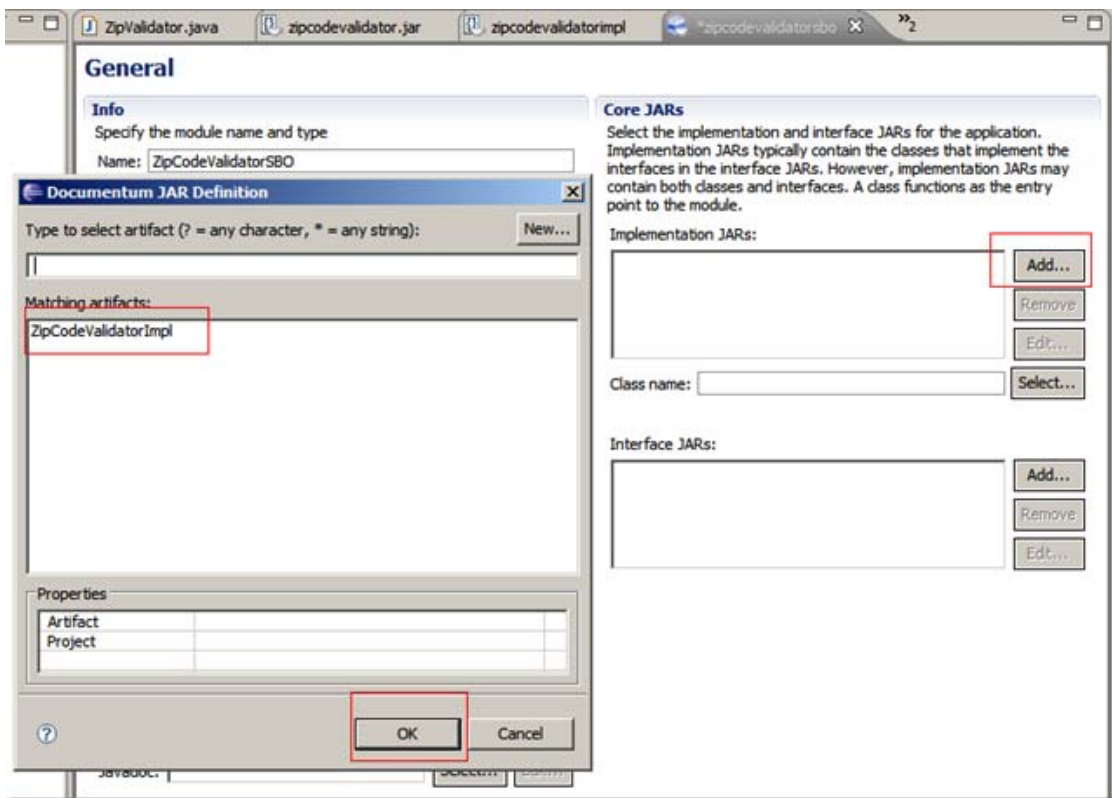 ZipValidator.java
zipcodevalidator.jar
zipcodevalidatorimpl
*zipcodevalidatorsbo
»2
General
Info
Specify the module name and type
Name: ZipCodeValidatorSBO
Core JARs
Select the implementation and interface JARs for the application.
Implementation JARs typically contain the classes that implement the
interfaces in the interface JARs. However, implementation JARs may
contain both classes and interfaces. A class functions as the entry
point to the module.
Implementation JARs:
Add...
Remove
Edit...
Class name:
Select...
Interface JARs:
Add...
Remove
Edit...
Documentum JAR Definition
Type to select artifact (? = any character, * = any string):
New...
Matching artifacts:
ZipCodeValidatorImpl
Properties
Artifact
Project
OK
Cancel
Javadoc:
Select...
Edit...